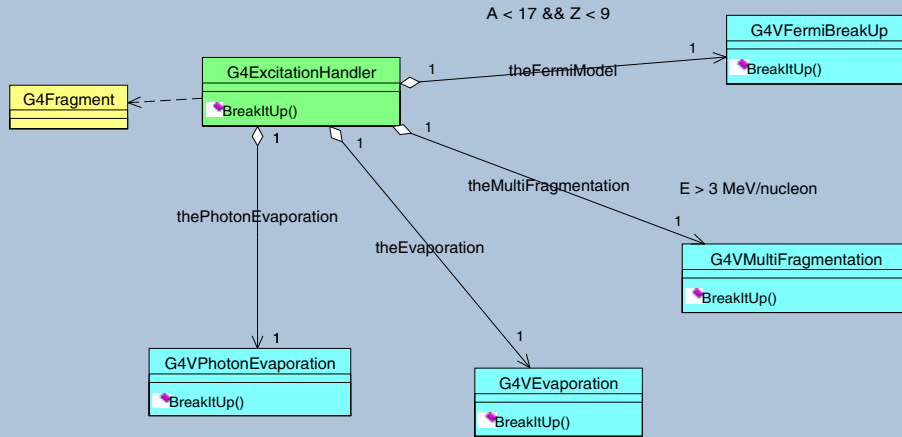 A < 17 && Z < 9
G4VFermiBreakUp
BreakItUp()
1
theFermiModel
1
G4ExcitationHandler
BreakItUp()
G4Fragment
1
1
1
theMultiFragmentation
E > 3 MeV/nucleon
1
thePhotonEvaporation
theEvaporation
G4VMultiFragmentation
BreakItUp()
1
1
G4VPhotonEvaporation
BreakItUp()
G4VEvaporation
BreakItUp()